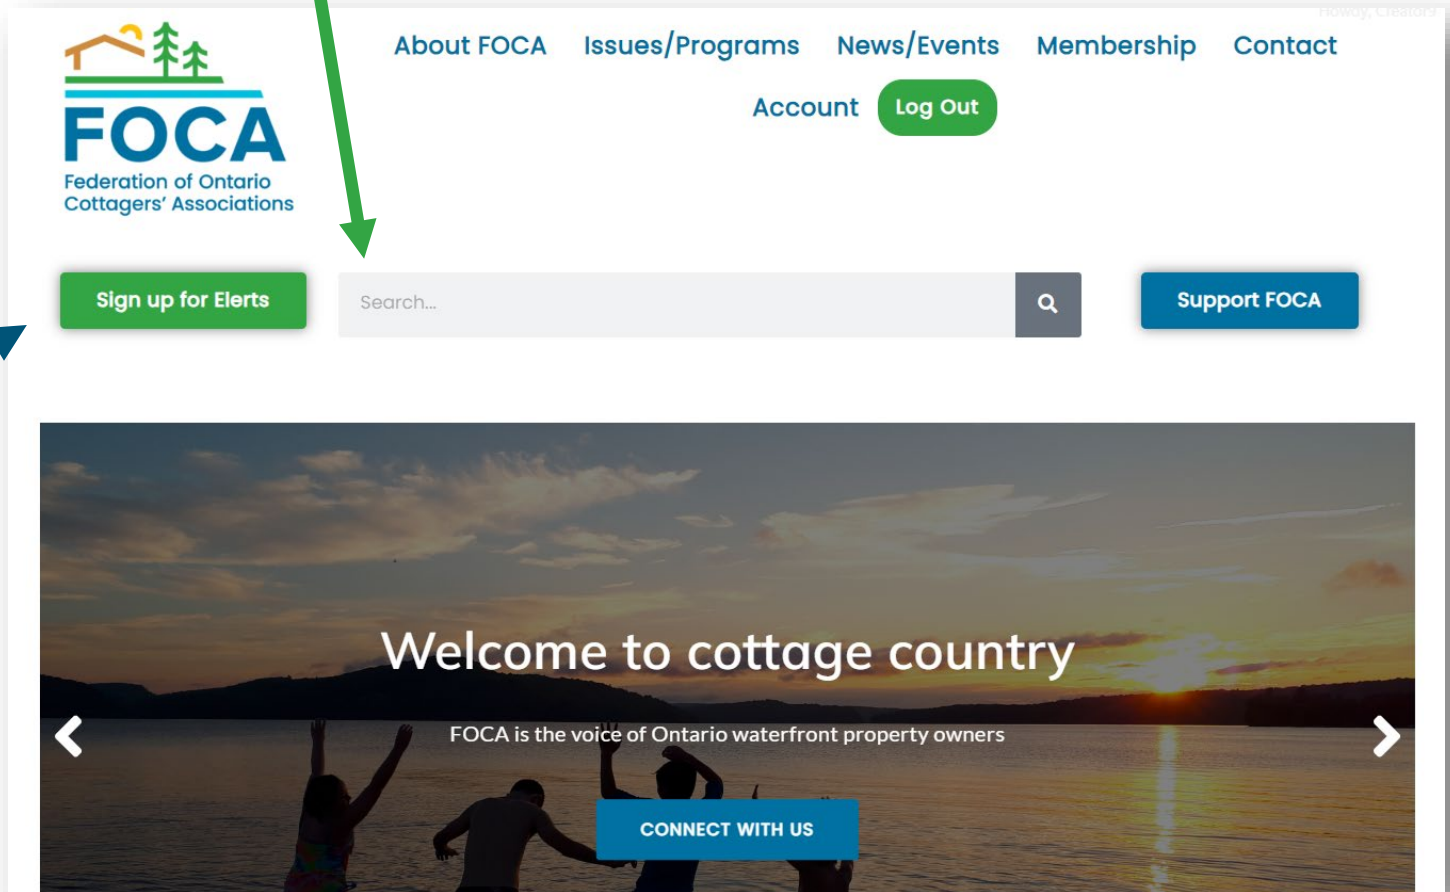 Howdy, Creators
About FOCA Issues/Programs News/Events Membership Contact
Account Log Out
FOCA
Federation of Ontario
Cottagers' Associations
Sign up for Elerts
Search...
Support FOCA
Welcome to cottage country
FOCA is the voice of Ontario waterfront property owners
CONNECT WITH US